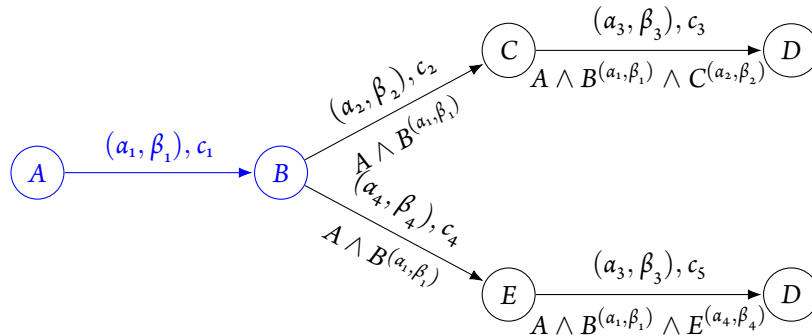 A
(α₁, β₁), c₁
B
(α₂, β₂), c₂
A ∧ B^(α₁,β₁)
C
(α₃, β₃), c₃
A ∧ B^(α₁,β₁) ∧ C^(α₂,β₂)
D
(α₄, β₄), c₄
A ∧ B^(α₁,β₁)
E
(α₃, β₃), c₅
A ∧ B^(α₁,β₁) ∧ E^(α₄,β₄)
D